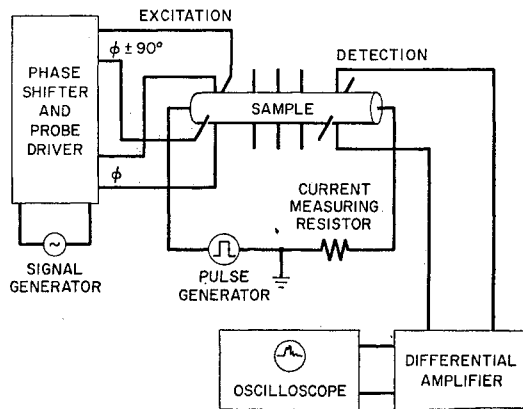 EXCITATION
ϕ ± 90°
DETECTION
PHASE
SHIFTER
AND
PROBE
DRIVER
SAMPLE
ϕ
CURRENT
MEASURING
RESISTOR
SIGNAL
GENERATOR
PULSE
GENERATOR
OSCILLOSCOPE
DIFFERENTIAL
AMPLIFIER